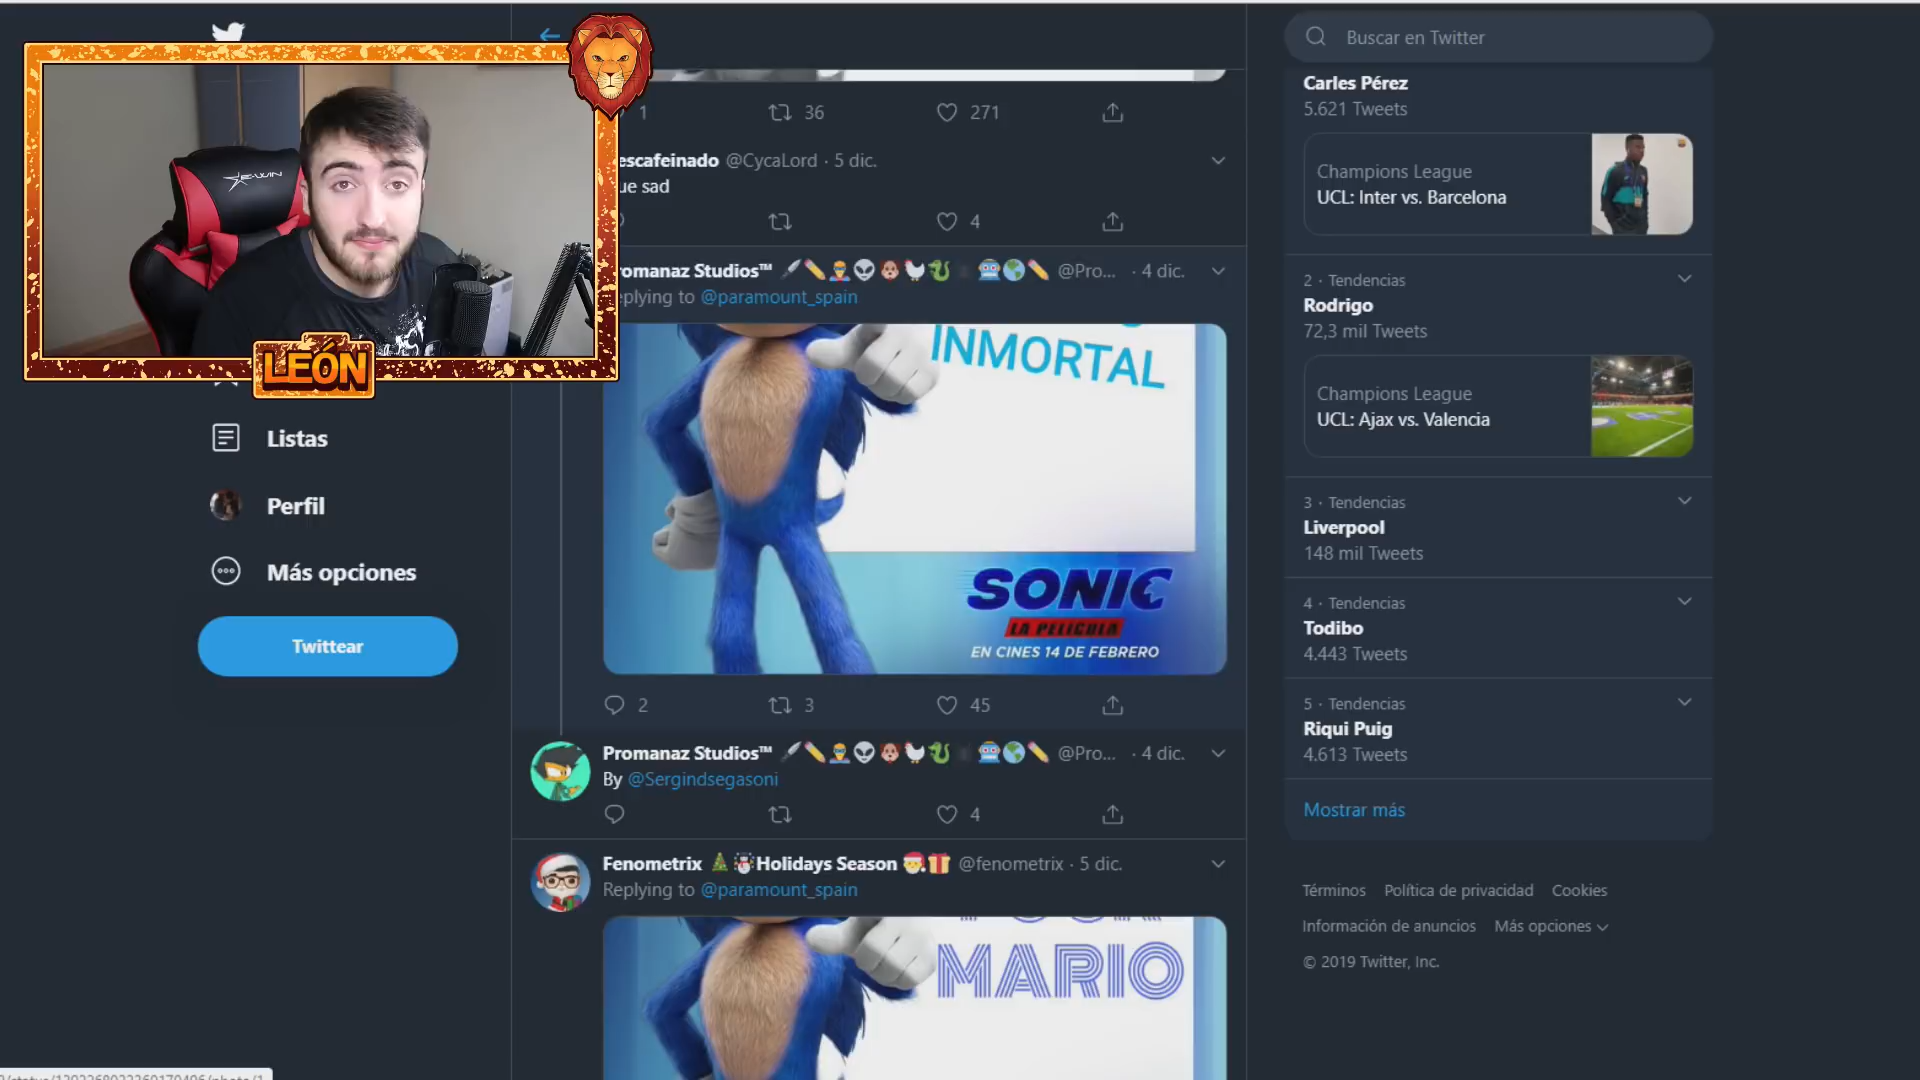 E-WIN
LEÓN
Listas
Perfil
Más opciones
Twittear
1
36
271
escafeinado @CycaLord · 5 dic.
ue sad
4
romanaz Studios™ @Pro... · 4 dic.
eplying to @paramount_spain
INMORTAL
SONIC
LA PELÍCULA
EN CINES 14 DE FEBRERO
2
3
45
Promanaz Studios™ @Pro... · 4 dic.
By @Sergindsegasoni
4
Fenometrix Holidays Season @fenometrix · 5 dic.
Replying to @paramount_spain
MARIO
Buscar en Twitter
Carles Pérez
5.621 Tweets
Champions League
UCL: Inter vs. Barcelona
2 · Tendencias
Rodrigo
72,3 mil Tweets
Champions League
UCL: Ajax vs. Valencia
3 · Tendencias
Liverpool
148 mil Tweets
4 · Tendencias
Todibo
4.443 Tweets
5 · Tendencias
Riqui Puig
4.613 Tweets
Mostrar más
Términos Política de privacidad Cookies
Información de anuncios Más opciones
© 2019 Twitter, Inc.